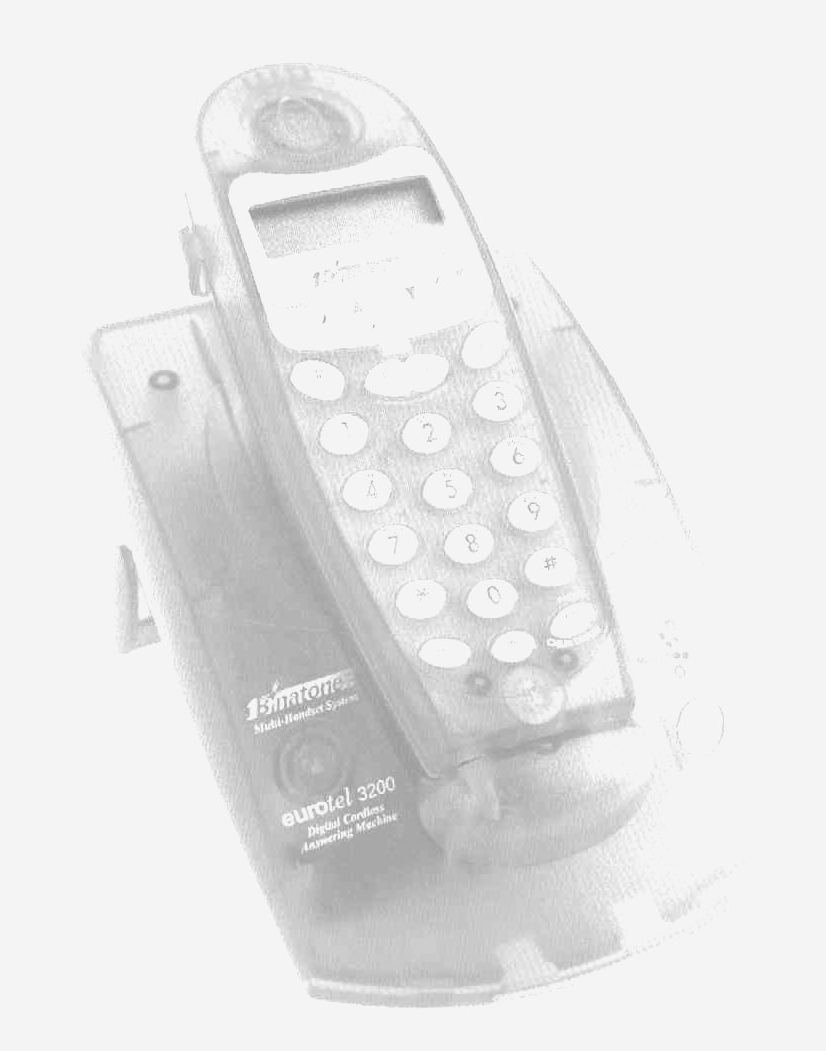 1 2 3
4 5 6
7 8 9
* 0 #
Binatone
Multi-Handset System
eurotel 3200
Digital Cordless
Answering Machine